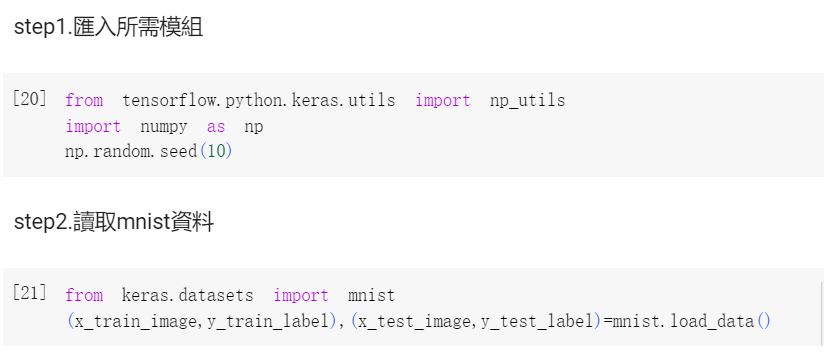 step1.匯入所需模組
[20] from tensorflow.python.keras.utils import np_utils
import numpy as np
np.random.seed(10)
step2.讀取mnist資料
[21] from keras.datasets import mnist
(x_train_image,y_train_label),(x_test_image,y_test_label)=mnist.load_data()